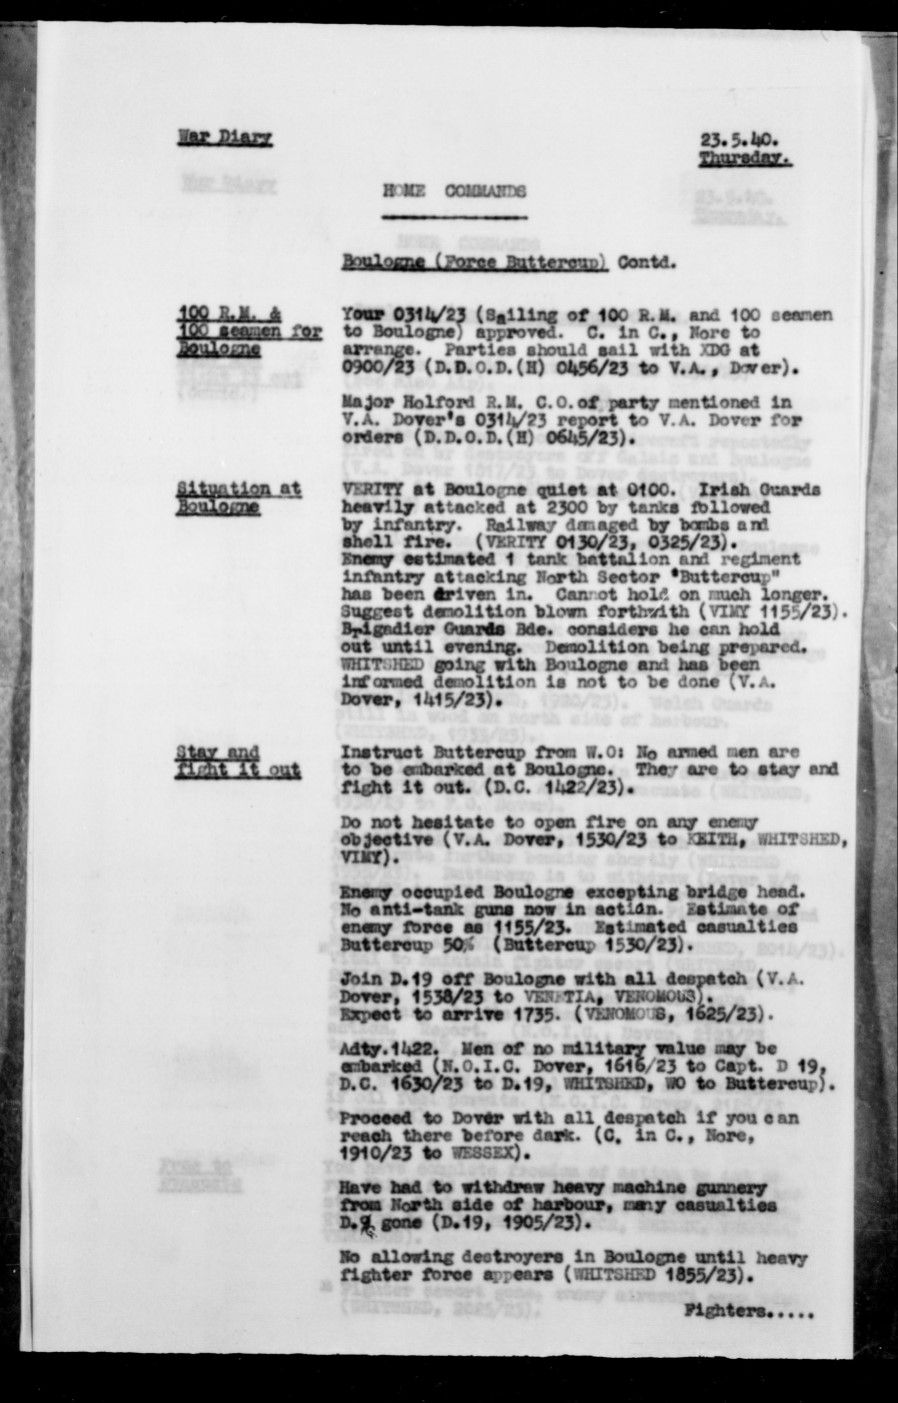 War Diary
23.5.40.
Thursday.
HOME COMMANDS
Boulogne (Force Buttercup) Contd.
100 R.M. &
100 seamen for
Boulogne
Your 0314/23 (Sailing of 100 R.M. and 100 seamen
to Boulogne) approved. C. in C., Nore to
arrange. Parties should sail with XDG at
0900/23 (D.D.O.D.(H) 0456/23 to V.A., Dover).
Major Holford R.M. C.O.of party mentioned in
V.A. Dover's 0314/23 report to V.A. Dover for
orders (D.D.O.D.(H) 0645/23).
Situation at
Boulogne
VERITY at Boulogne quiet at 0100. Irish Guards
heavily attacked at 2300 by tanks followed
by infantry. Railway damaged by bombs and
shell fire. (VERITY 0130/23, 0325/23).
Enemy estimated 1 tank battalion and regiment
infantry attacking North Sector "Buttercup"
has been driven in. Cannot hold on much longer.
Suggest demolition blown forthwith (VIMY 1155/23).
Brigadier Guards Bde. considers he can hold
out until evening. Demolition being prepared.
WHITSHED going with Boulogne and has been
informed demolition is not to be done (V.A.
Dover, 1415/23).
Stay and
fight it out
Instruct Buttercup from W.O: No armed men are
to be embarked at Boulogne. They are to stay and
fight it out. (D.C. 1422/23).
Do not hesitate to open fire on any enemy
objective (V.A. Dover, 1530/23 to KEITH, WHITSHED,
VIMY).
Enemy occupied Boulogne excepting bridge head.
No anti-tank guns now in action. Estimate of
enemy force as 1155/23. Estimated casualties
Buttercup 50% (Buttercup 1530/23).
Join D.19 off Boulogne with all despatch (V.A.
Dover, 1538/23 to VENETIA, VENOMOUS).
Expect to arrive 1735. (VENOMOUS, 1625/23).
Adty.1422. Men of no military value may be
embarked (N.O.I.C. Dover, 1616/23 to Capt. D 19,
D.C. 1630/23 to D.19, WHITSHED, WO to Buttercup).
Proceed to Dover with all despatch if you can
reach there before dark. (C. in C., Nore,
1910/23 to WESSEX).
Have had to withdraw heavy machine gunnery
from North side of harbour, many casualties
D. gone (D.19, 1905/23).
No allowing destroyers in Boulogne until heavy
fighter force appears (WHITSHED 1855/23).
Fighters.....